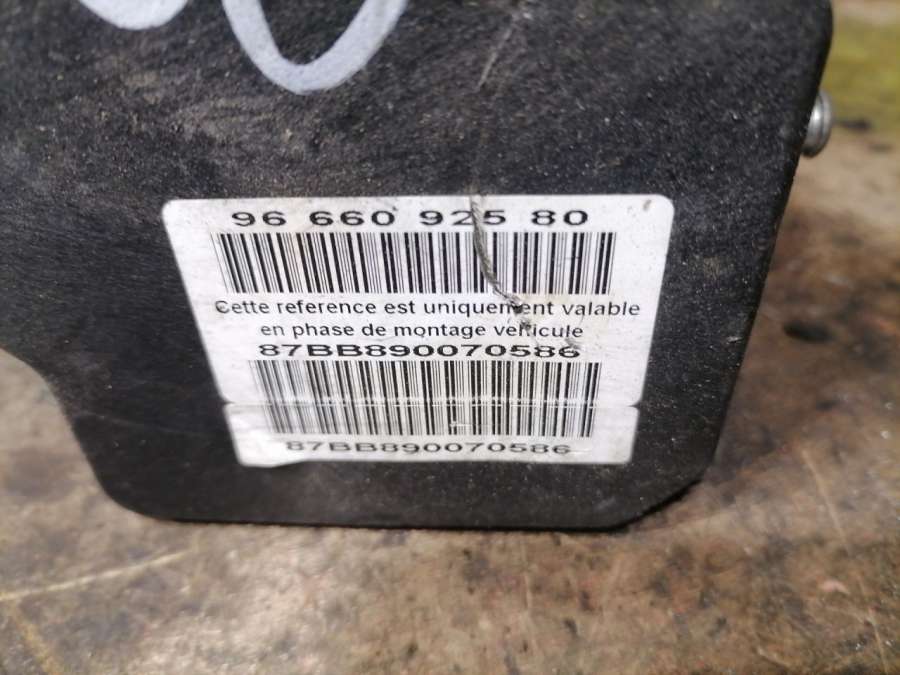 96 660 925 80
Cette reference est uniquement valable
en phase de montage vehicule
87BB890070586
87BB890070586